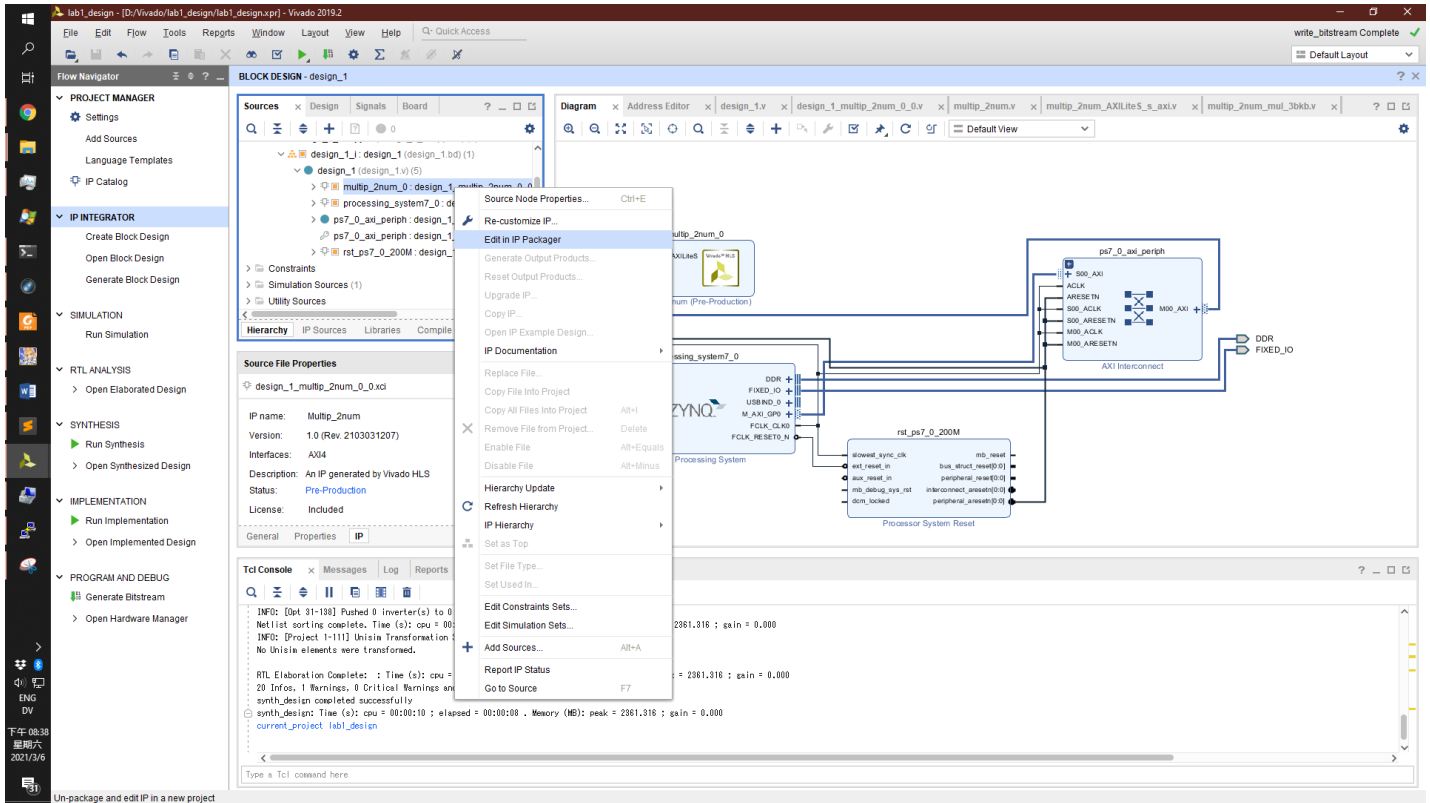 lab1_design - [D:/Vivado/lab1_design/lab1_design.xpr] - Vivado 2019.2
File Edit Flow Tools Reports Window Layout View Help Quick Access
write_bitstream Complete
Default Layout
Flow Navigator
PROJECT MANAGER
Settings
Add Sources
Language Templates
IP Catalog
IP INTEGRATOR
Create Block Design
Open Block Design
Generate Block Design
SIMULATION
Run Simulation
RTL ANALYSIS
Open Elaborated Design
SYNTHESIS
Run Synthesis
Open Synthesized Design
IMPLEMENTATION
Run Implementation
Open Implemented Design
PROGRAM AND DEBUG
Generate Bitstream
Open Hardware Manager
BLOCK DESIGN - design_1
Sources Design Signals Board
0
design_1_i : design_1 (design_1.bd) (1)
design_1 (design_1.v) (5)
multip_2num_0 : design_1_multip_2num_0_0
processing_system7_0 : de
ps7_0_axi_periph : design_1_
ps7_0_axi_periph : design_1_
rst_ps7_0_200M : design_1
Constraints
Simulation Sources (1)
Utility Sources
Hierarchy IP Sources Libraries Compile
Source File Properties
design_1_multip_2num_0_0.xci
IP name: Multip_2num
Version: 1.0 (Rev. 2103031207)
Interfaces: AXI4
Description: An IP generated by Vivado HLS
Status: Pre-Production
License: Included
General Properties IP
Source Node Properties... Ctrl+E
Re-customize IP...
Edit in IP Packager
Generate Output Products...
Reset Output Products...
Upgrade IP...
Copy IP...
Open IP Example Design...
IP Documentation
Replace File...
Copy File Into Project
Copy All Files Into Project Alt+I
Remove File from Project... Delete
Enable File Alt+Equals
Disable File Alt+Minus
Hierarchy Update
Refresh Hierarchy
IP Hierarchy
Set as Top
Set File Type...
Set Used In...
Edit Constraints Sets...
Edit Simulation Sets...
Add Sources... Alt+A
Report IP Status
Go to Source F7
Diagram Address Editor design_1.v design_1_multip_2num_0_0.v multip_2num.v multip_2num_AXILiteS_s_axi.v multip_2num_mul_3bkb.v
Default View
ultip_2num_0
AXILiteS
Vivado™ HLS
num (Pre-Production)
ssing_system7_0
DDR
FIXED_IO
USBIND_0
M_AXI_GP0
FCLK_CLK0
FCLK_RESET0_N
ZYNQ
Processing System
ps7_0_axi_periph
S00_AXI
ACLK
ARESETN
S00_ACLK
S00_ARESETN
M00_ACLK
M00_ARESETN
M00_AXI
AXI Interconnect
DDR
FIXED_IO
rst_ps7_0_200M
slowest_sync_clk mb_reset
ext_reset_in bus_struct_reset[0:0]
aux_reset_in peripheral_reset[0:0]
mb_debug_sys_rst interconnect_aresetn[0:0]
dcm_locked peripheral_aresetn[0:0]
Processor System Reset
Tcl Console Messages Log Reports
INFO: [Opt 31-138] Pushed 0 inverter(s) to 0
Netlist sorting complete. Time (s): cpu = 00: 2361.316 ; gain = 0.000
INFO: [Project 1-111] Unisim Transformation
No Unisim elements were transformed.
RTL Elaboration Complete: : Time (s): cpu = = 2361.316 ; gain = 0.000
20 Infos, 1 Warnings, 0 Critical Warnings an
synth_design completed successfully
synth_design: Time (s): cpu = 00:00:10 ; elapsed = 00:00:08 . Memory (MB): peak = 2361.316 ; gain = 0.000
current_project lab1_design
Type a Tcl command here
Un-package and edit IP in a new project
ENG
DV
下午 08:38
星期六
2021/3/6
31